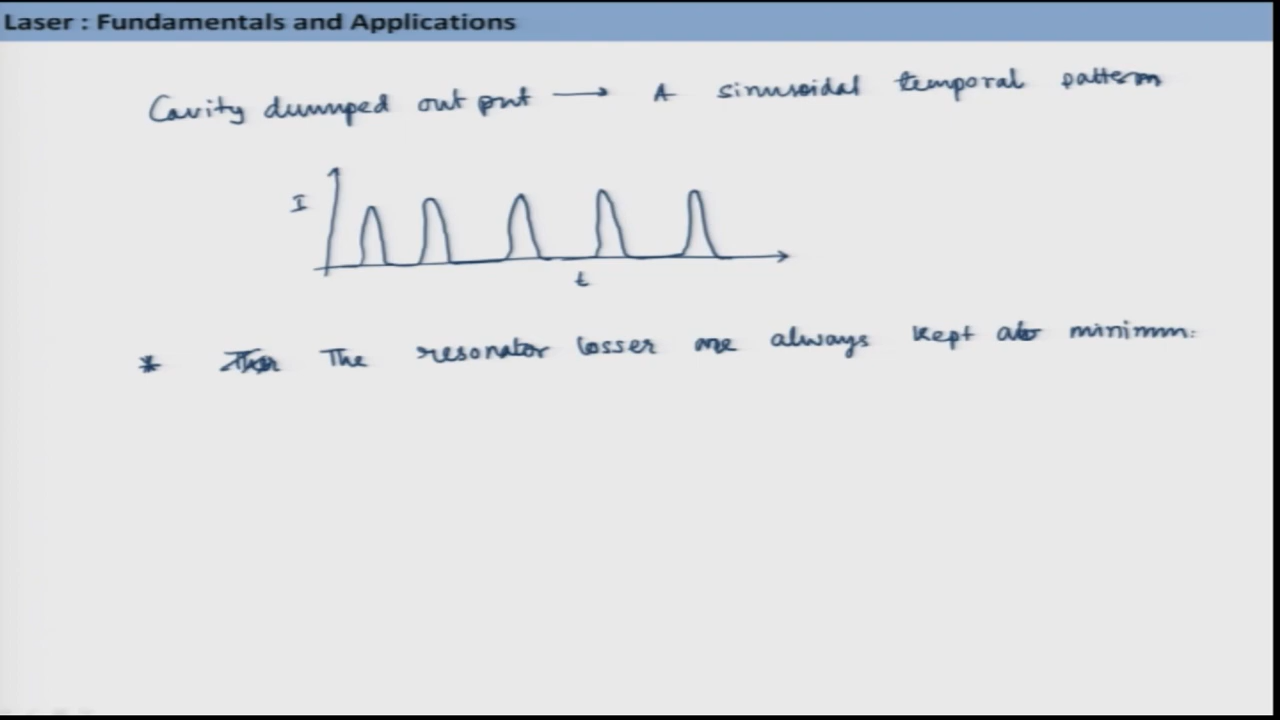 Laser : Fundamentals and Applications
Cavity dumped output → A sinusoidal temporal pattern
I
t
* The resonator losses are always kept at minimum.